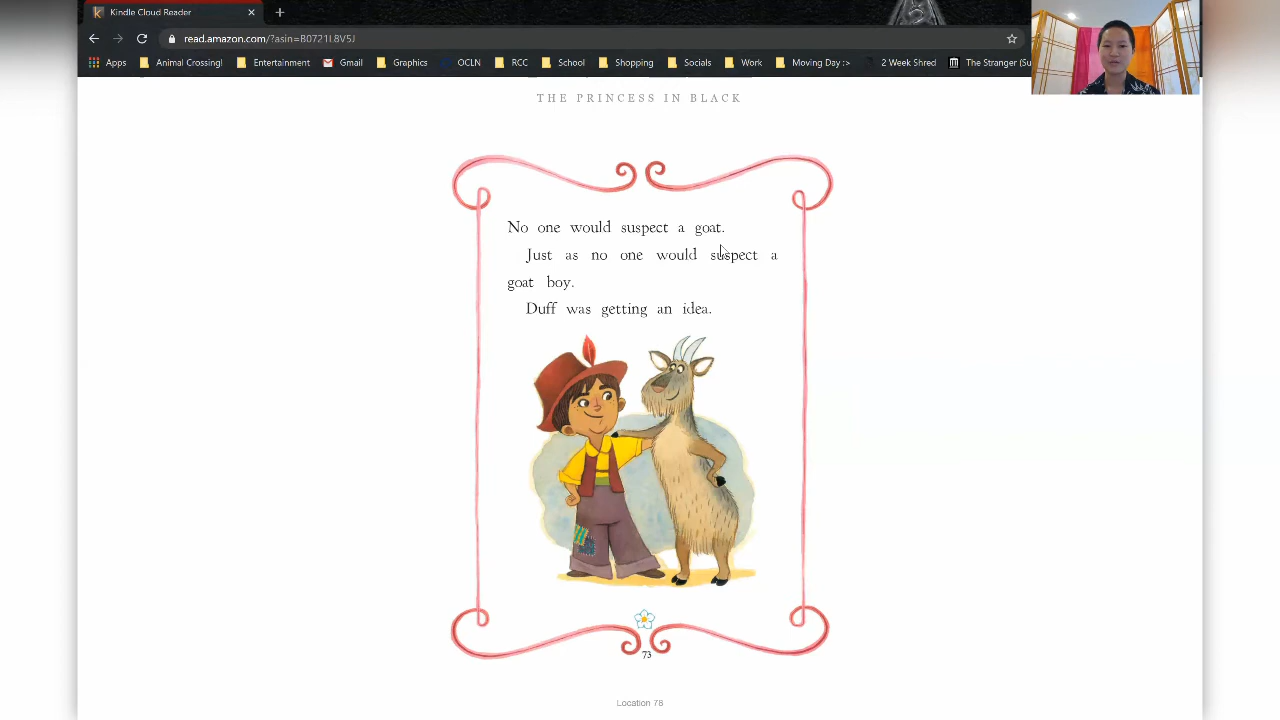 Kindle Cloud Reader
read.amazon.com/?asin=B0721L8V5J
Apps Animal Crossing! Entertainment Gmail Graphics OCLN RCC School Shopping Socials Work Moving Day :> 2 Week Shred The Stranger (Su
THE PRINCESS IN BLACK
No one would suspect a goat.
Just as no one would suspect a
goat boy.
Duff was getting an idea.
73
Location 78